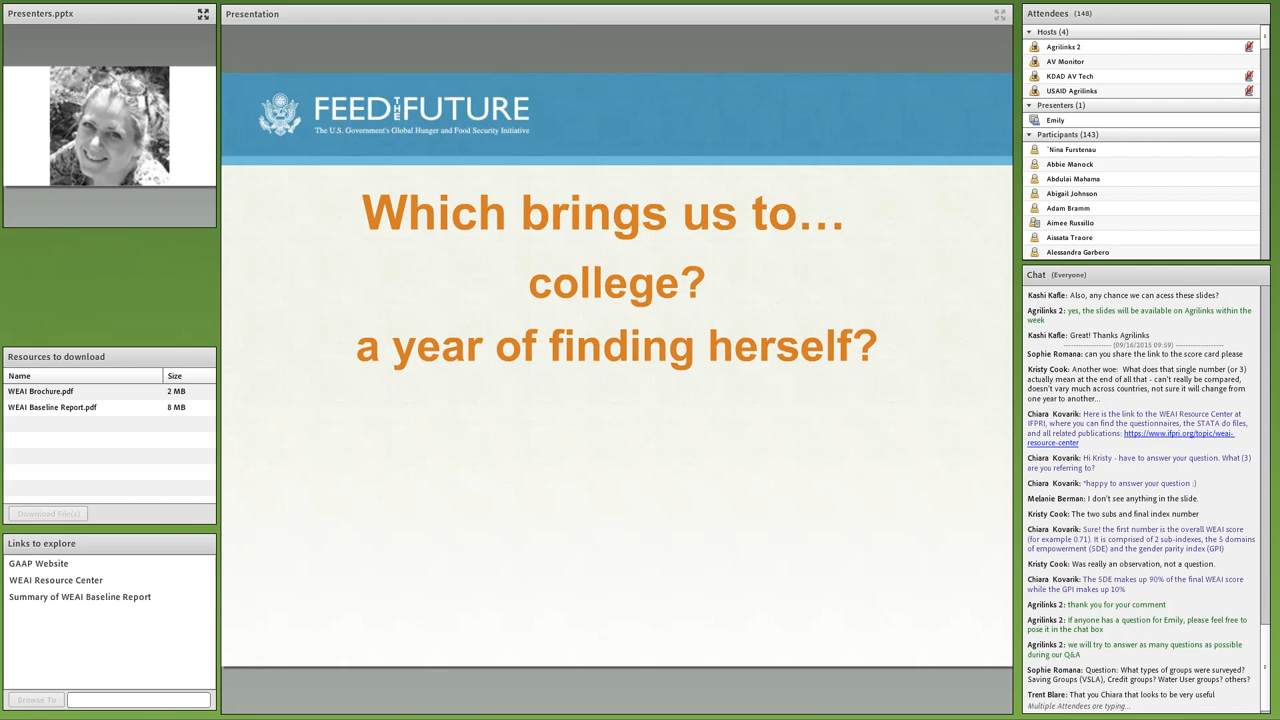 Presenters.pptx
Resources to download
Name Size
WEAI Brochure.pdf 2 MB
WEAI Baseline Report.pdf 8 MB
Download File(s)
Links to explore
GAAP Website
WEAI Resource Center
Summary of WEAI Baseline Report
Browse To
Presentation
FEED THE FUTURE
The U.S. Government's Global Hunger and Food Security Initiative
Which brings us to...
college?
a year of finding herself?
Attendees (148)
Hosts (4)
Agrilinks 2
AV Monitor
KDAD AV Tech
USAID Agrilinks
Presenters (1)
Emily
Participants (143)
`Nina Furstenau
Abbie Manock
Abdulai Mahama
Abigail Johnson
Adam Bramm
Aimee Russillo
Aissata Traore
Alessandra Garbero
Chat (Everyone)
Kashi Kafle: Also, any chance we can acess these slides?
Agrilinks 2: yes, the slides will be available on Agrilinks within the
week
Kashi Kafle: Great! Thanks Agrilinks
------------------ (09/16/2015 09:59) ------------------
Sophie Romana: can you share the link to the score card please
Kristy Cook: Another woe: What does that single number (or 3)
actually mean at the end of all that - can't really be compared,
doesn't vary much across countries, not sure it will change from
one year to another...
Chiara Kovarik: Here is the link to the WEAI Resource Center at
IFPRI, where you can find the questionnaires, the STATA do files,
and all related publications: https://www.ifpri.org/topic/weai-
resource-center
Chiara Kovarik: Hi Kristy - have to answer your question. What (3)
are you referring to?
Chiara Kovarik: *happy to answer your question :)
Melanie Berman: I don't see anything in the slide.
Kristy Cook: The two subs and final index number
Chiara Kovarik: Sure! the first number is the overall WEAI score
(for example 0.71). It is comprised of 2 sub-indexes, the 5 domains
of empowerment (5DE) and the gender parity index (GPI)
Kristy Cook: Was really an observation, not a question.
Chiara Kovarik: The 5DE makes up 90% of the final WEAI score
while the GPI makes up 10%
Agrilinks 2: thank you for your comment
Agrilinks 2: If anyone has a question for Emily, please feel free to
pose it in the chat box
Agrilinks 2: we will try to answer as many questions as possible
during our Q&A
Sophie Romana: Question: What types of groups were surveyed?
Saving Groups (VSLA), Credit groups? Water User groups? others?
Trent Blare: That you Chiara that looks to be very useful
Multiple Attendees are typing...